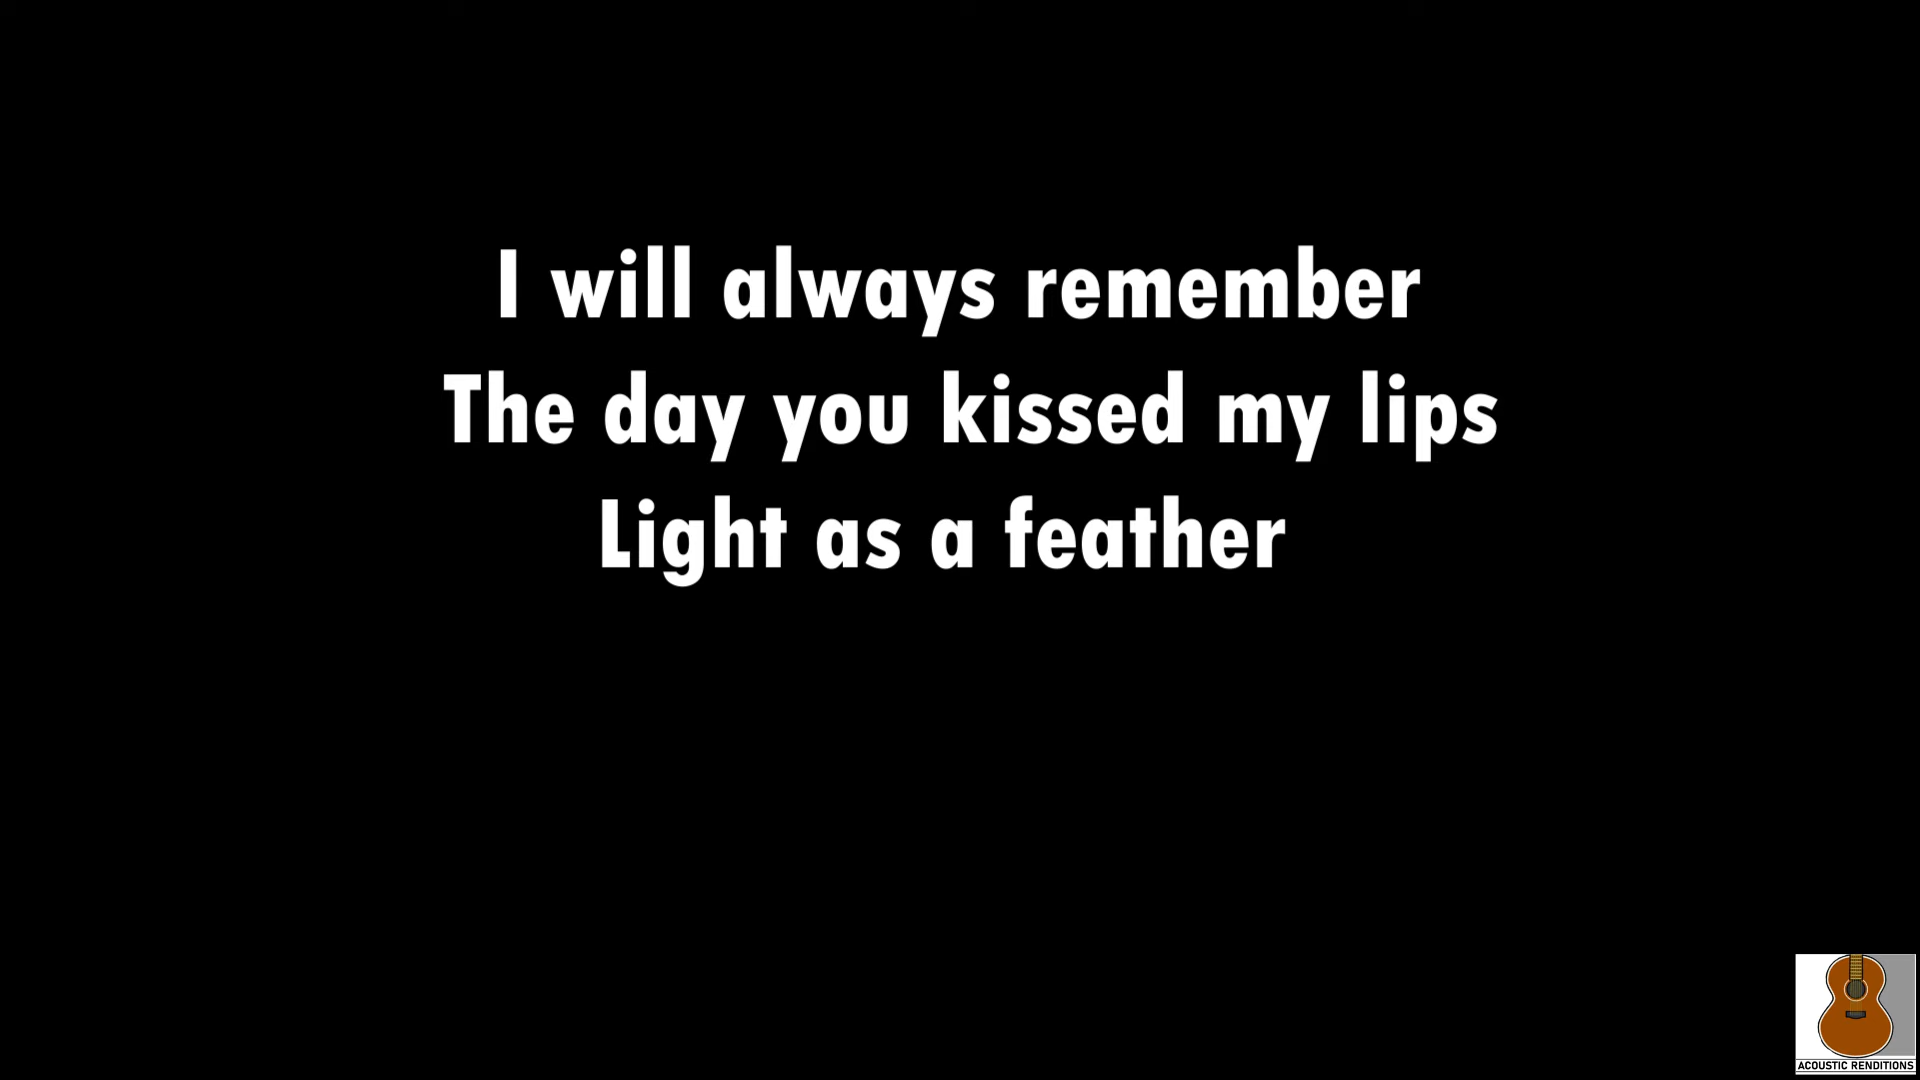 I will always remember
The day you kissed my lips
Light as a feather
ACOUSTIC RENDITIONS